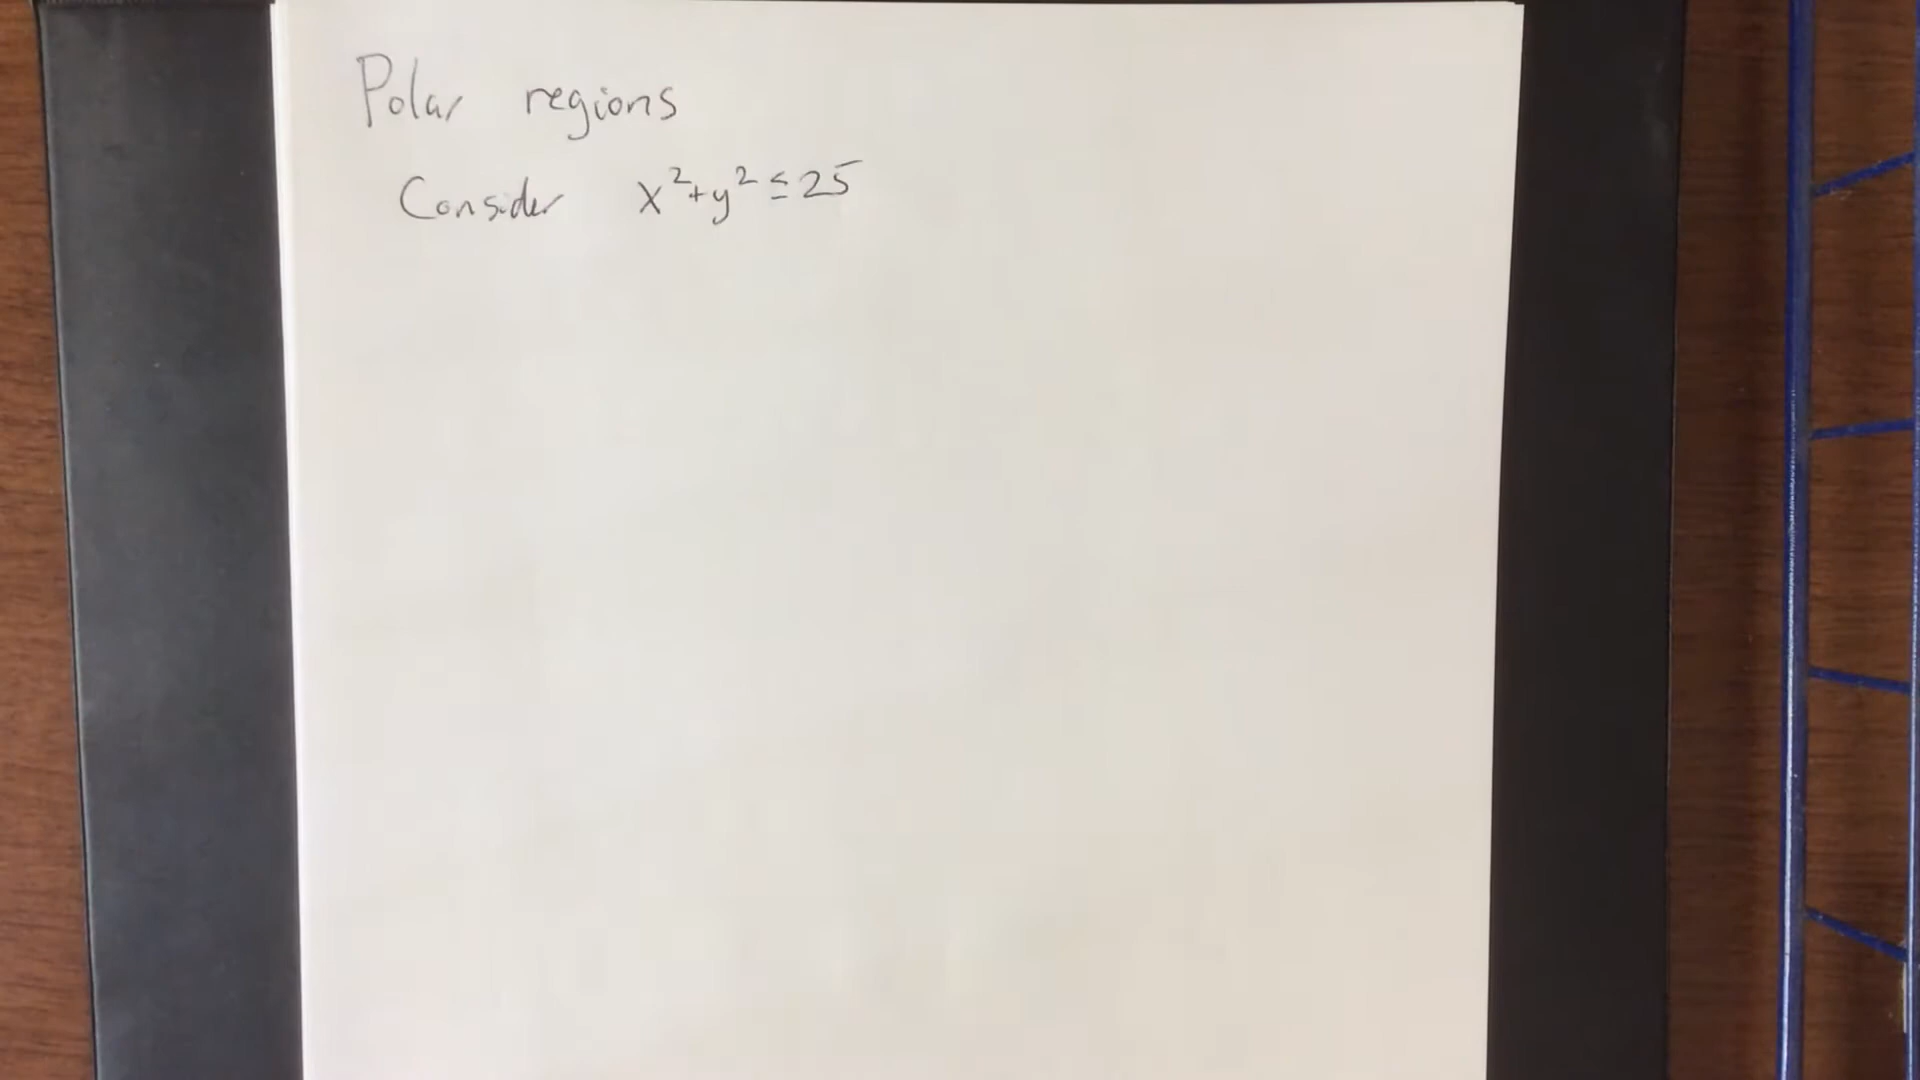 Polar regions
Consider x²+y² ≤ 25